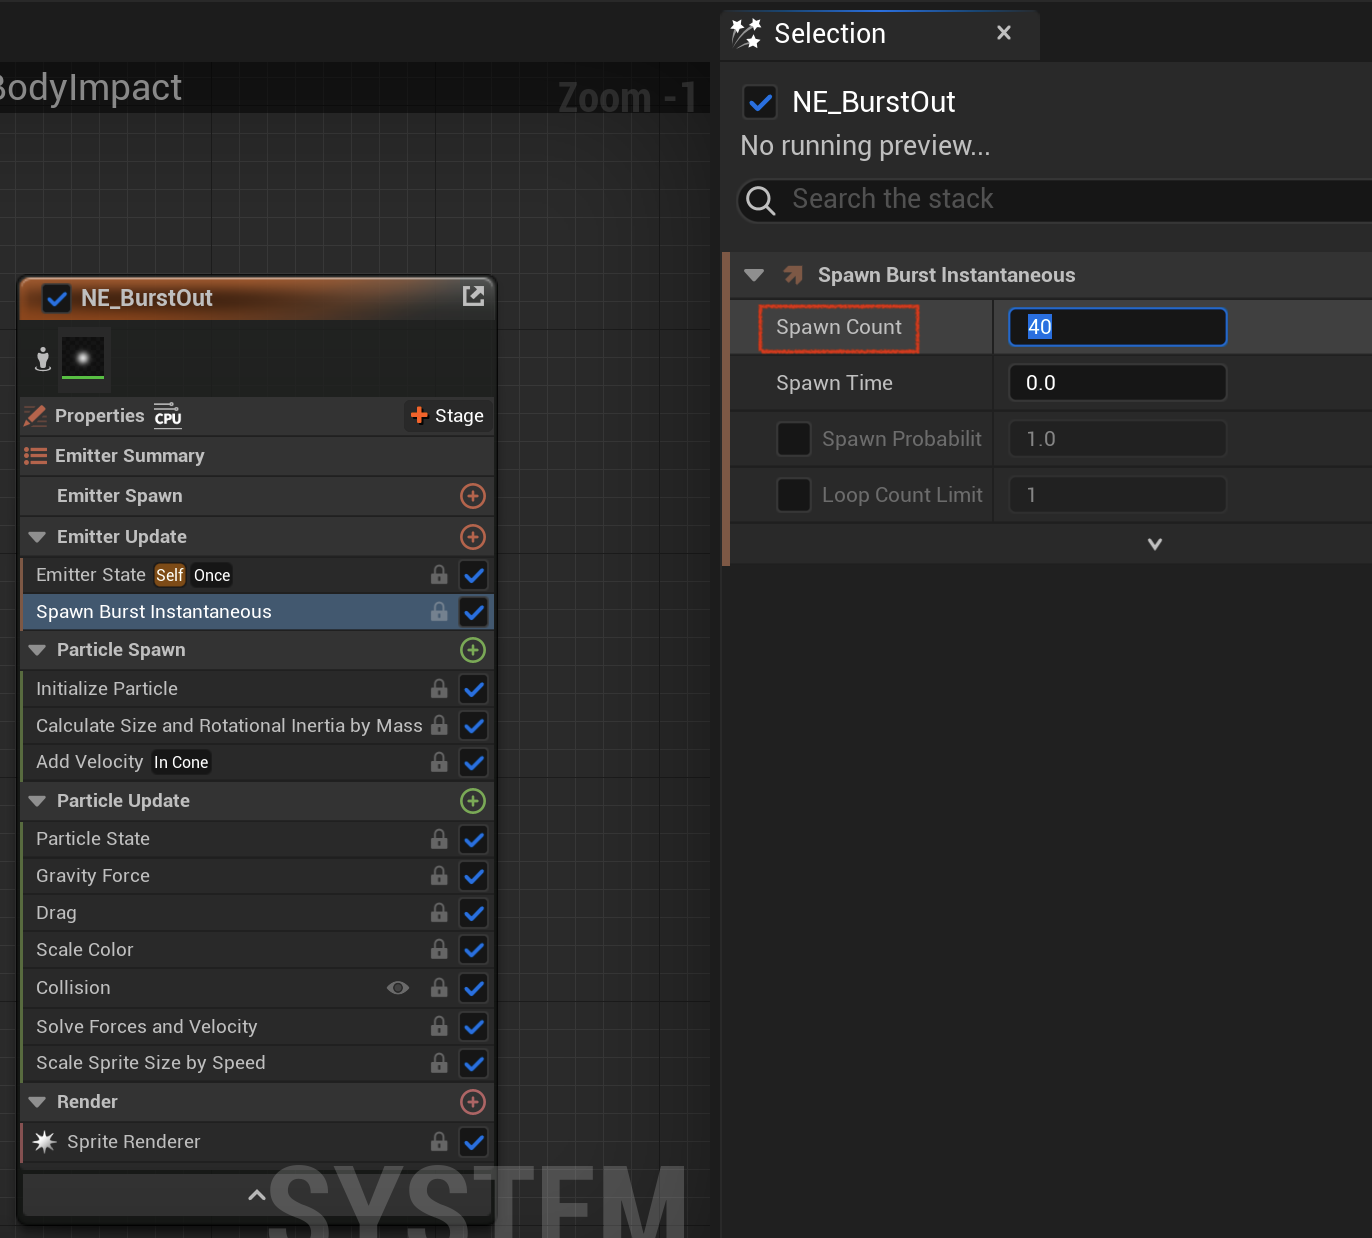 BodyImpact
Zoom -1
NE_BurstOut
Properties CPU
Stage
Emitter Summary
Emitter Spawn
Emitter Update
Emitter State Self Once
Spawn Burst Instantaneous
Particle Spawn
Initialize Particle
Calculate Size and Rotational Inertia by Mass
Add Velocity In Cone
Particle Update
Particle State
Gravity Force
Drag
Scale Color
Collision
Solve Forces and Velocity
Scale Sprite Size by Speed
Render
Sprite Renderer
SYSTEM
Selection
NE_BurstOut
No running preview...
Search the stack
Spawn Burst Instantaneous
Spawn Count 40
Spawn Time 0.0
Spawn Probabilit 1.0
Loop Count Limit 1